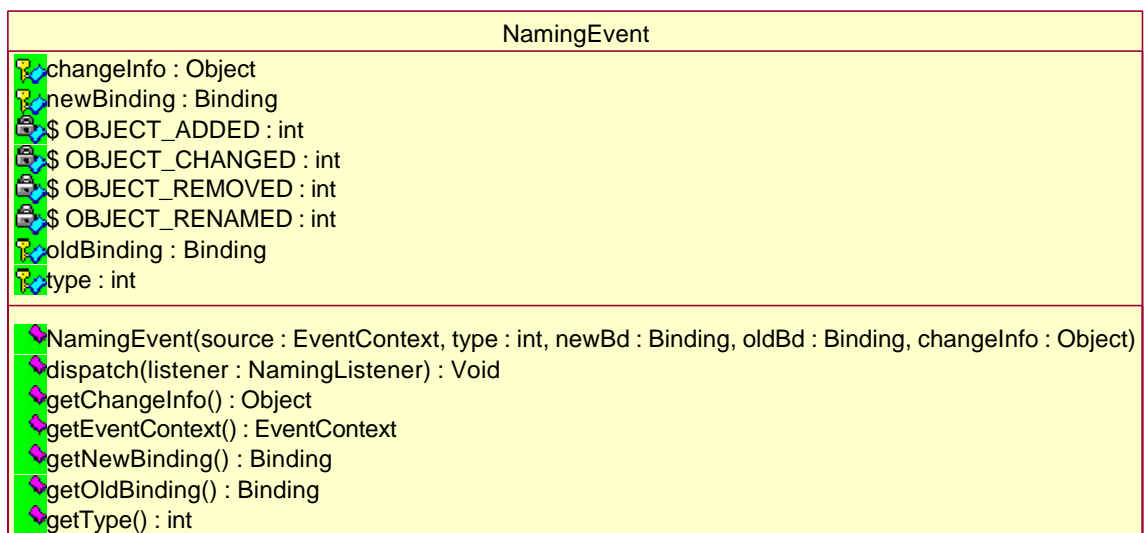 NamingEvent
changeInfo : Object
newBinding : Binding
$ OBJECT_ADDED : int
$ OBJECT_CHANGED : int
$ OBJECT_REMOVED : int
$ OBJECT_RENAMED : int
oldBinding : Binding
type : int
NamingEvent(source : EventContext, type : int, newBd : Binding, oldBd : Binding, changeInfo : Object)
dispatch(listener : NamingListener) : Void
getChangeInfo() : Object
getEventContext() : EventContext
getNewBinding() : Binding
getOldBinding() : Binding
getType() : int